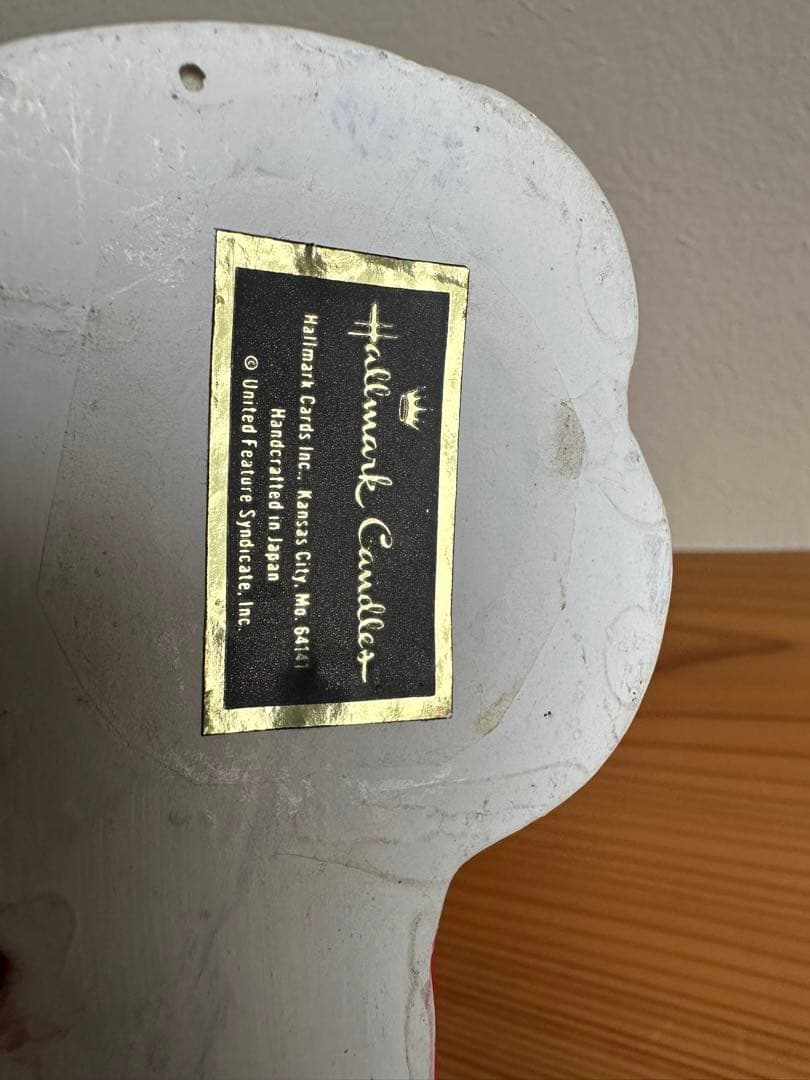 Hallmark Candles
Hallmark Cards Inc., Kansas City, Mo. 64141
Handcrafted in Japan
© United Feature Syndicate, Inc.